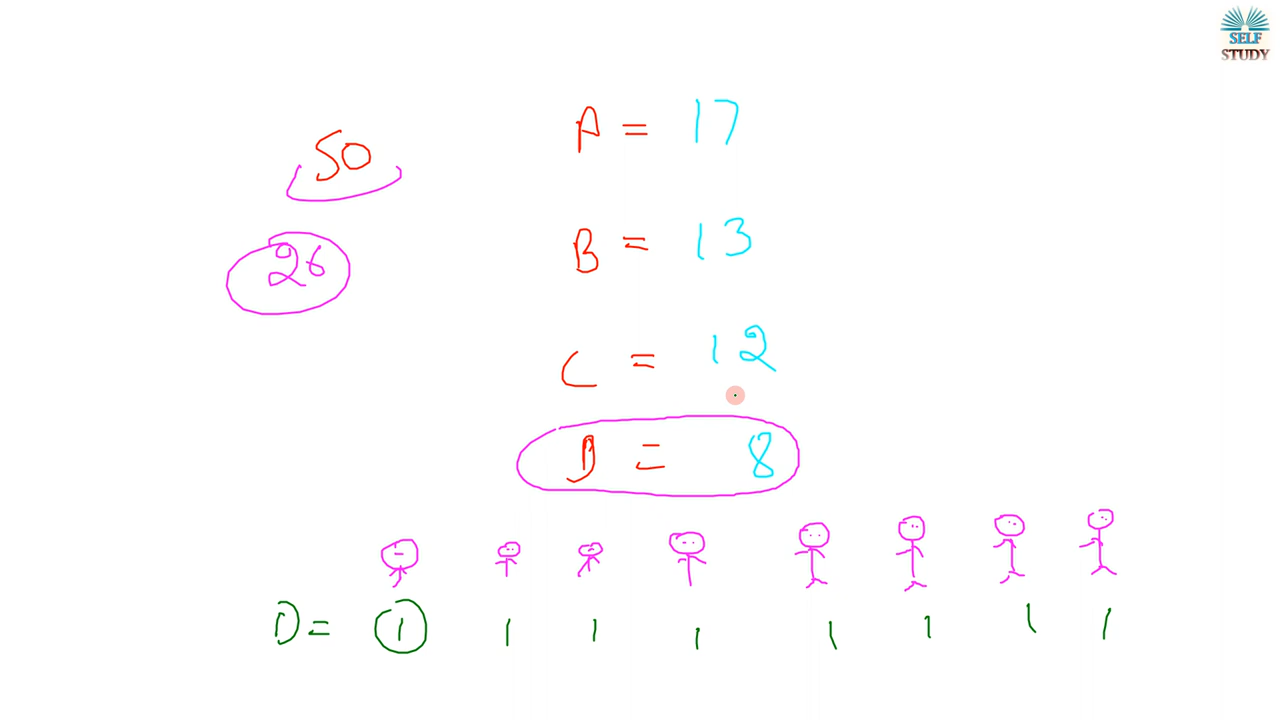 SELF
STUDY
A = 17
50
B = 13
26
C = 12
D = 8
D = 1 1 1 1 1 1 1 1